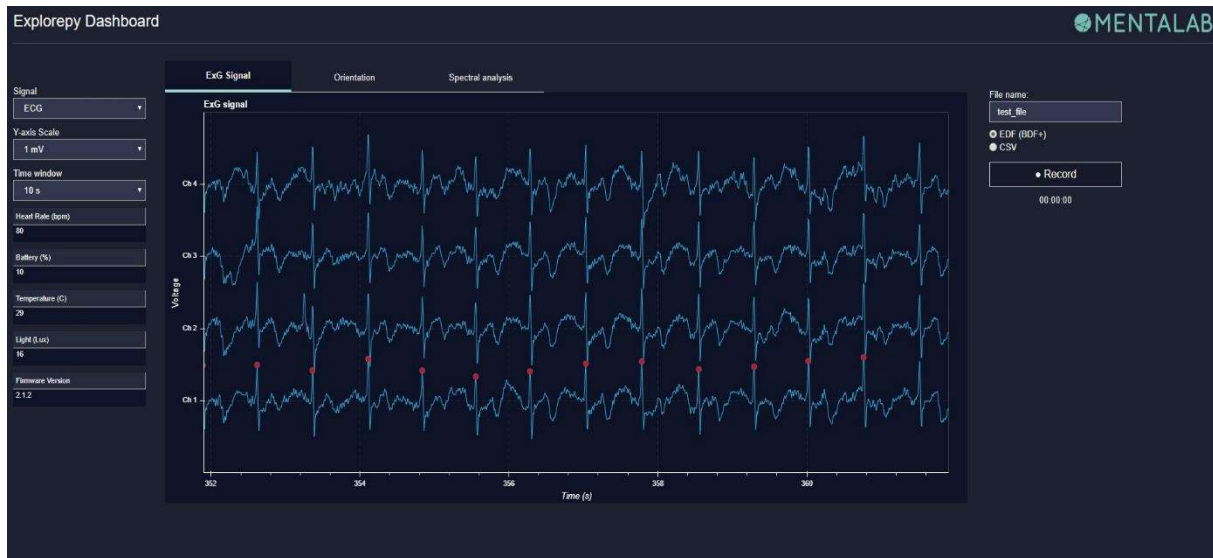 Explorepy Dashboard
MENTALAB
Signal
ECG
Y-axis Scale
1 mV
Time window
10 s
Heart Rate (bpm)
80
Battery (%)
10
Temperature (C)
29
Light (Lux)
16
Firmware Version
2.1.2
ExG Signal Orientation Spectral analysis
ExG signal
Ch 4
Ch 3
Ch 2
Ch 1
Voltage
352 354 356 358 360
Time (s)
File name:
test_file
EDF (BDF+)
CSV
● Record
00:00:00